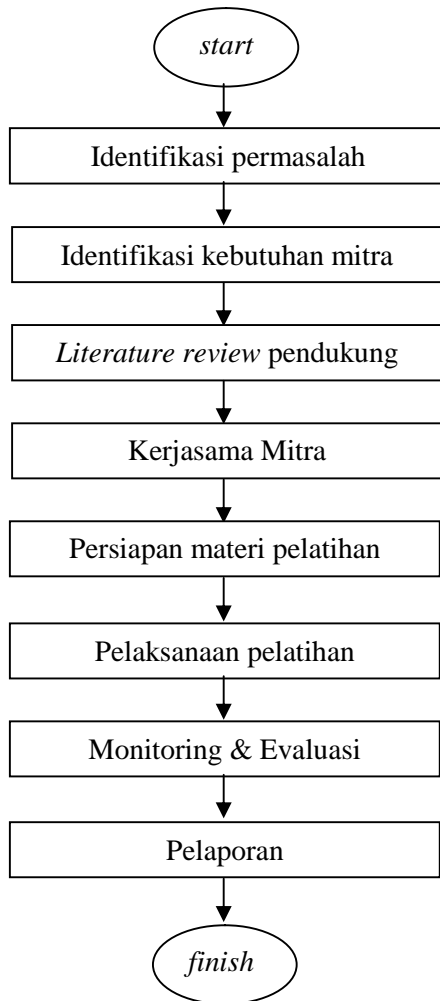 start
Identifikasi permasalah
Identifikasi kebutuhan mitra
Literature review pendukung
Kerjasama Mitra
Persiapan materi pelatihan
Pelaksanaan pelatihan
Monitoring & Evaluasi
Pelaporan
finish